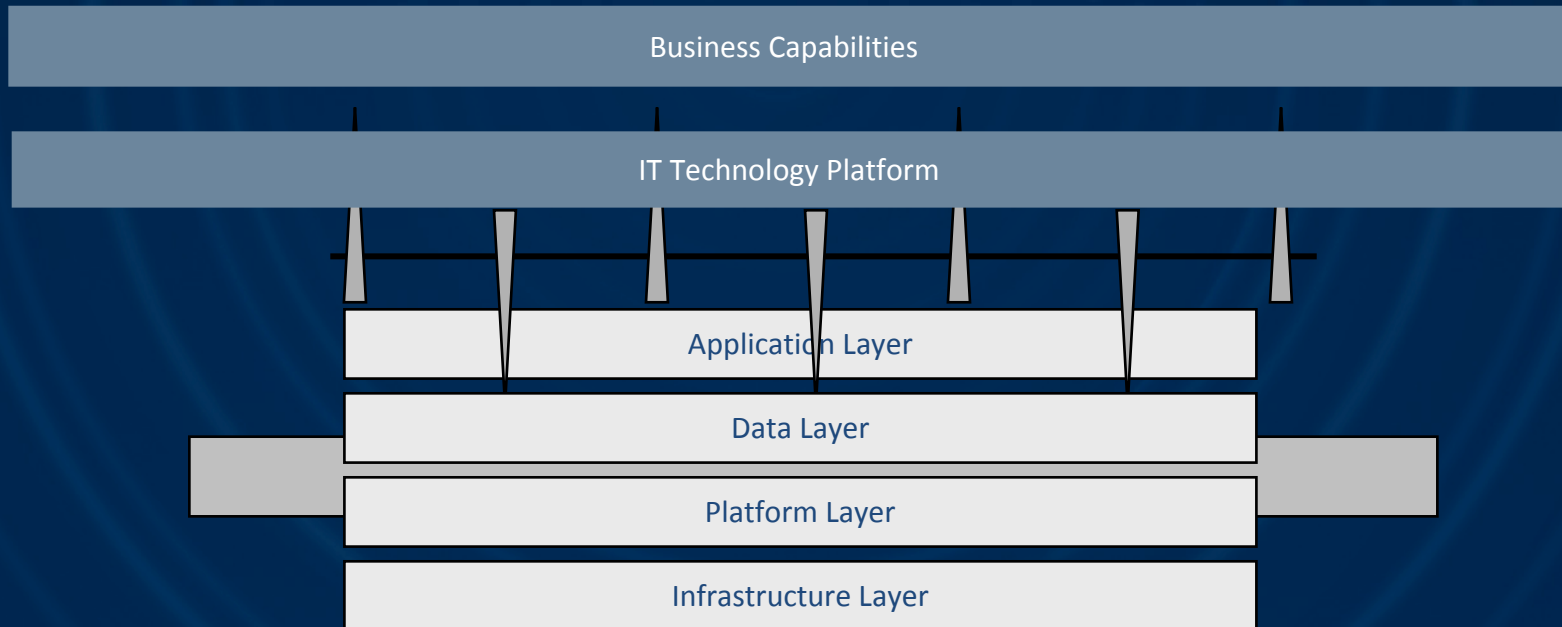 Business Capabilities
IT Technology Platform
Application Layer
Data Layer
Platform Layer
Infrastructure Layer